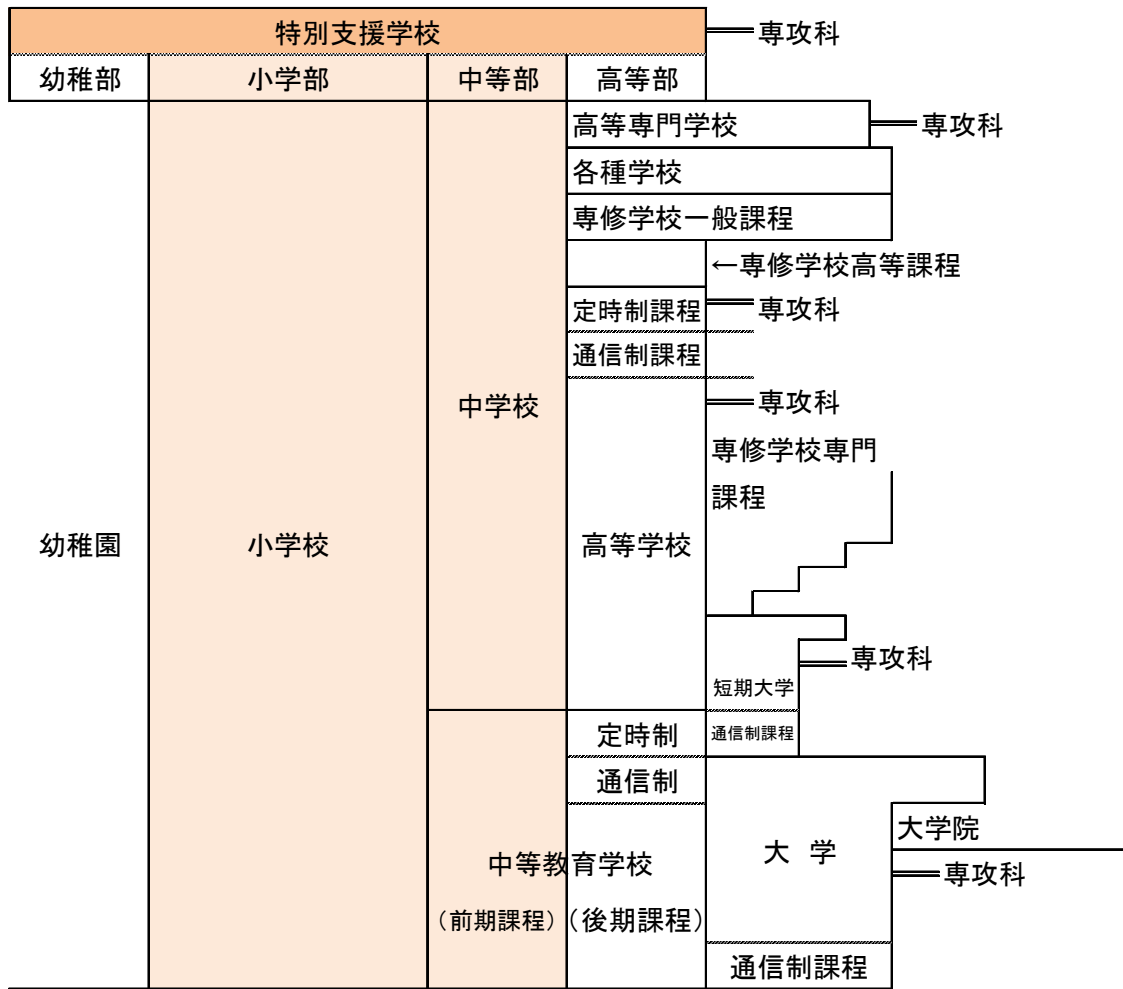 特別支援学校
専攻科
幼稚部
小学部
中等部
高等部
高等専門学校
専攻科
各種学校
専修学校一般課程
←専修学校高等課程
定時制課程
専攻科
通信制課程
中学校
専攻科
専修学校専門
課程
幼稚園
小学校
高等学校
専攻科
短期大学
定時制
通信制課程
通信制
大学院
大 学
中等教育学校
専攻科
（前期課程）
（後期課程）
通信制課程